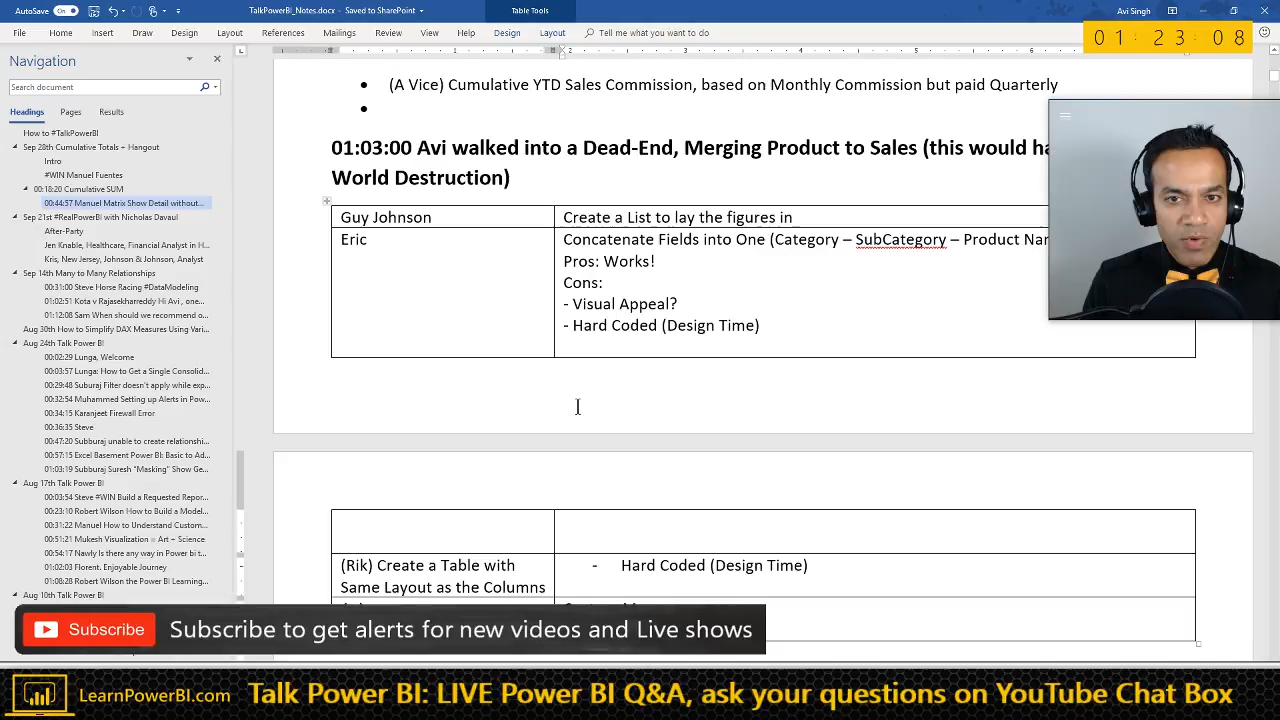 AutoSave On TalkPowerBI_Notes.docx - Saved to SharePoint Table Tools Avi Singh
File Home Insert Draw Design Layout References Mailings Review View Help Design Layout Tell me what you want to do
01:23:08
Navigation
Search document
Headings Pages Results
How to #TalkPowerBI
Sep 28th Cumulative Totals + Hangout
Intro
#WIN Manuel Fuentes
00:18:20 Cumulative SUM
00:44:57 Manuel Matrix Show Detail without...
Sep 21st #RealPowerBI with Nicholas Davaul
After-Party
Jen Knable, Healthcare, Financial Analyst in H...
Kris, New Jersey, Johnson & Johnson, Analyst
Sep 14th Many to Many Relationships
00:31:00 Steve Horse Racing #DataModeling
01:02:51 Kota v Rajasekharreddy Hi Avi , one...
01:12:08 Sam When should we recommend o...
Aug 30th How to Simplify DAX Measures Using Vari...
Aug 24th Talk Power BI
00:02:29 Lunga, Welcome
00:03:57 Lunga: How to Get a Single Consolid...
00:29:48 Suburaj Filter doesn't apply while exp...
00:32:54 Muhammed Setting up Alerts in Pow...
00:34:15 Karanjeet Firewall Error
00:36:35 Steve
00:47:20 Subburaj unable to create relationshi...
00:57:15 Excel Basement Power BI: Basic to Ad...
01:03:19 Subburaj Suresh "Masking" Show Ge...
Aug 17th Talk Power BI
00:03:54 Steve #WIN Build a Requested Repor...
00:23:10 Robert Wilson How to Build a Model...
00:31:22 Manuel How to Understand Custom...
00:51:21 Mukesh Visualization = Art + Science
00:54:17 Nawly Is there any way in Power bi t...
01:02:03 Florent. Enjoyable Journey
01:08:28 Robert Wilson the Power BI Learning...
Aug 10th Talk Power BI
(A Vice) Cumulative YTD Sales Commission, based on Monthly Commission but paid Quarterly
01:03:00 Avi walked into a Dead-End, Merging Product to Sales (this would ha
World Destruction)
Guy Johnson Create a List to lay the figures in
Eric Concatenate Fields into One (Category – SubCategory – Product Nan
Pros: Works!
Cons:
- Visual Appeal?
- Hard Coded (Design Time)
(Rik) Create a Table with - Hard Coded (Design Time)
Same Layout as the Columns
Subscribe Subscribe to get alerts for new videos and Live shows
LearnPowerBI.com Talk Power BI: LIVE Power BI Q&A, ask your questions on YouTube Chat Box